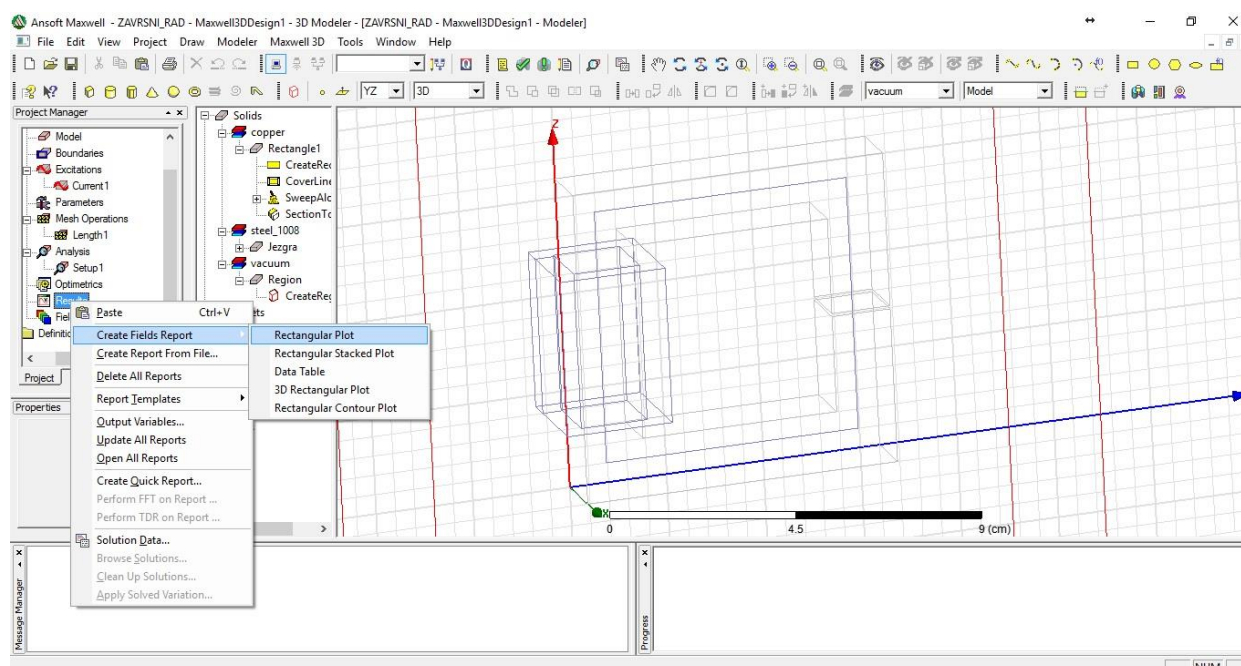 Ansoft Maxwell - ZAVRSNI_RAD - Maxwell3DDesign1 - 3D Modeler - [ZAVRSNI_RAD - Maxwell3DDesign1 - Modeler]
File Edit View Project Draw Modeler Maxwell 3D Tools Window Help
YZ 3D vacuum Model
Project Manager
Model
Boundaries
Excitations
Current1
Parameters
Mesh Operations
Length1
Analysis
Setup1
Optimetrics
Results
Fiel
Definitio
Project
Properties
Solids
copper
Rectangle1
CreateRec
CoverLine
SweepAlc
SectionTc
steel_1008
Jezgra
vacuum
Region
CreateReg
ets
Paste Ctrl+V
Create Fields Report
Create Report From File...
Delete All Reports
Report Templates
Output Variables...
Update All Reports
Open All Reports
Create Quick Report...
Perform FFT on Report ...
Perform TDR on Report ...
Solution Data...
Browse Solutions...
Clean Up Solutions...
Apply Solved Variation...
Rectangular Plot
Rectangular Stacked Plot
Data Table
3D Rectangular Plot
Rectangular Contour Plot
Z
X
0 4.5 9 (cm)
Message Manager
Progress
NUM